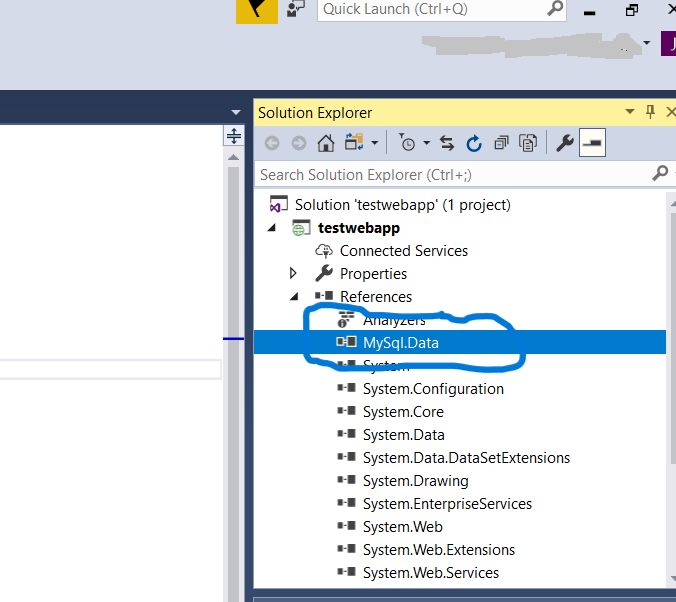 Quick Launch (Ctrl+Q)
Solution Explorer
Search Solution Explorer (Ctrl+;)
Solution 'testwebapp' (1 project)
testwebapp
Connected Services
Properties
References
Analyzers
MySql.Data
System
System.Configuration
System.Core
System.Data
System.Data.DataSetExtensions
System.Drawing
System.EnterpriseServices
System.Web
System.Web.Extensions
System.Web.Services